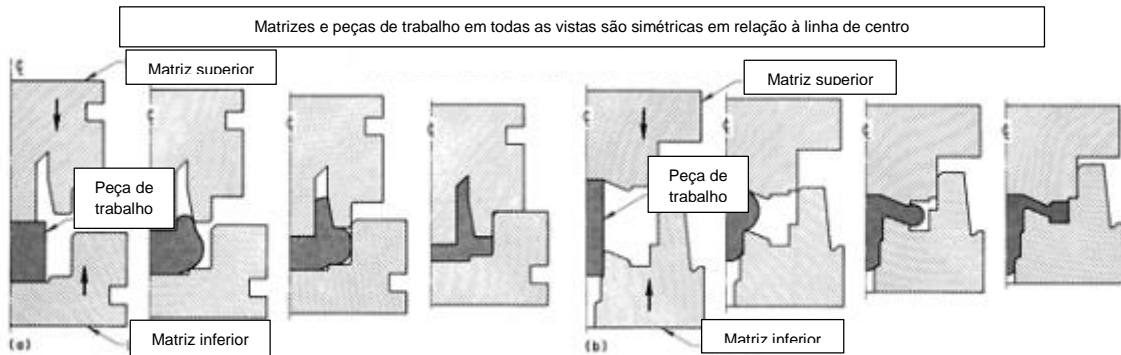 Matrizes e peças de trabalho em todas as vistas são simétricas em relação à linha de centro
Matriz superior
Peça de
trabalho
Matriz inferior
(a)
Matriz superior
Peça de
trabalho
Matriz inferior
(b)